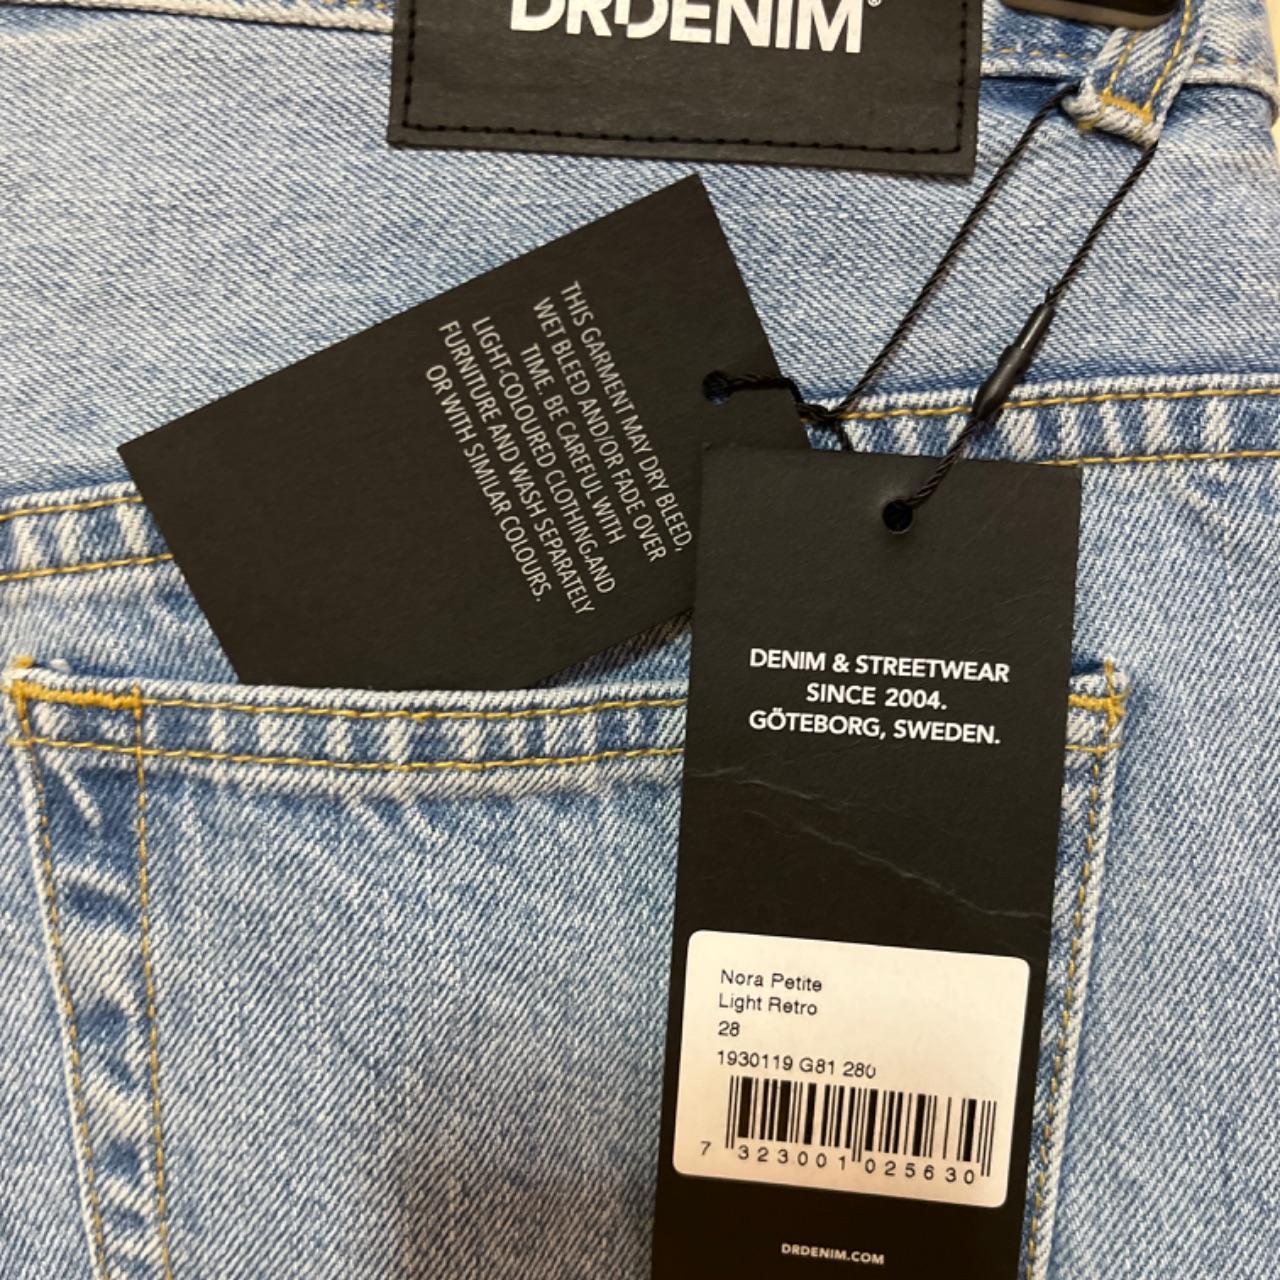 DRDENIM®
THIS GARMENT MAY DRY BLEED,
WET BLEED AND/OR FADE OVER
TIME. BE CAREFUL WITH
LIGHT-COLOURED CLOTHING,AND
FURNITURE AND WASH SEPARATELY
OR WITH SIMILAR COLOURS.
DENIM & STREETWEAR
SINCE 2004.
GÖTEBORG, SWEDEN.
Nora Petite
Light Retro
28
1930119 G81 280
7 323001 025630
DRDENIM.COM